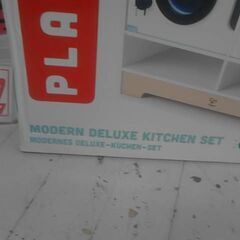 PLA
MODERN DELUXE KITCHEN SET
MODERNES DELUXE-KÜCHEN-SET